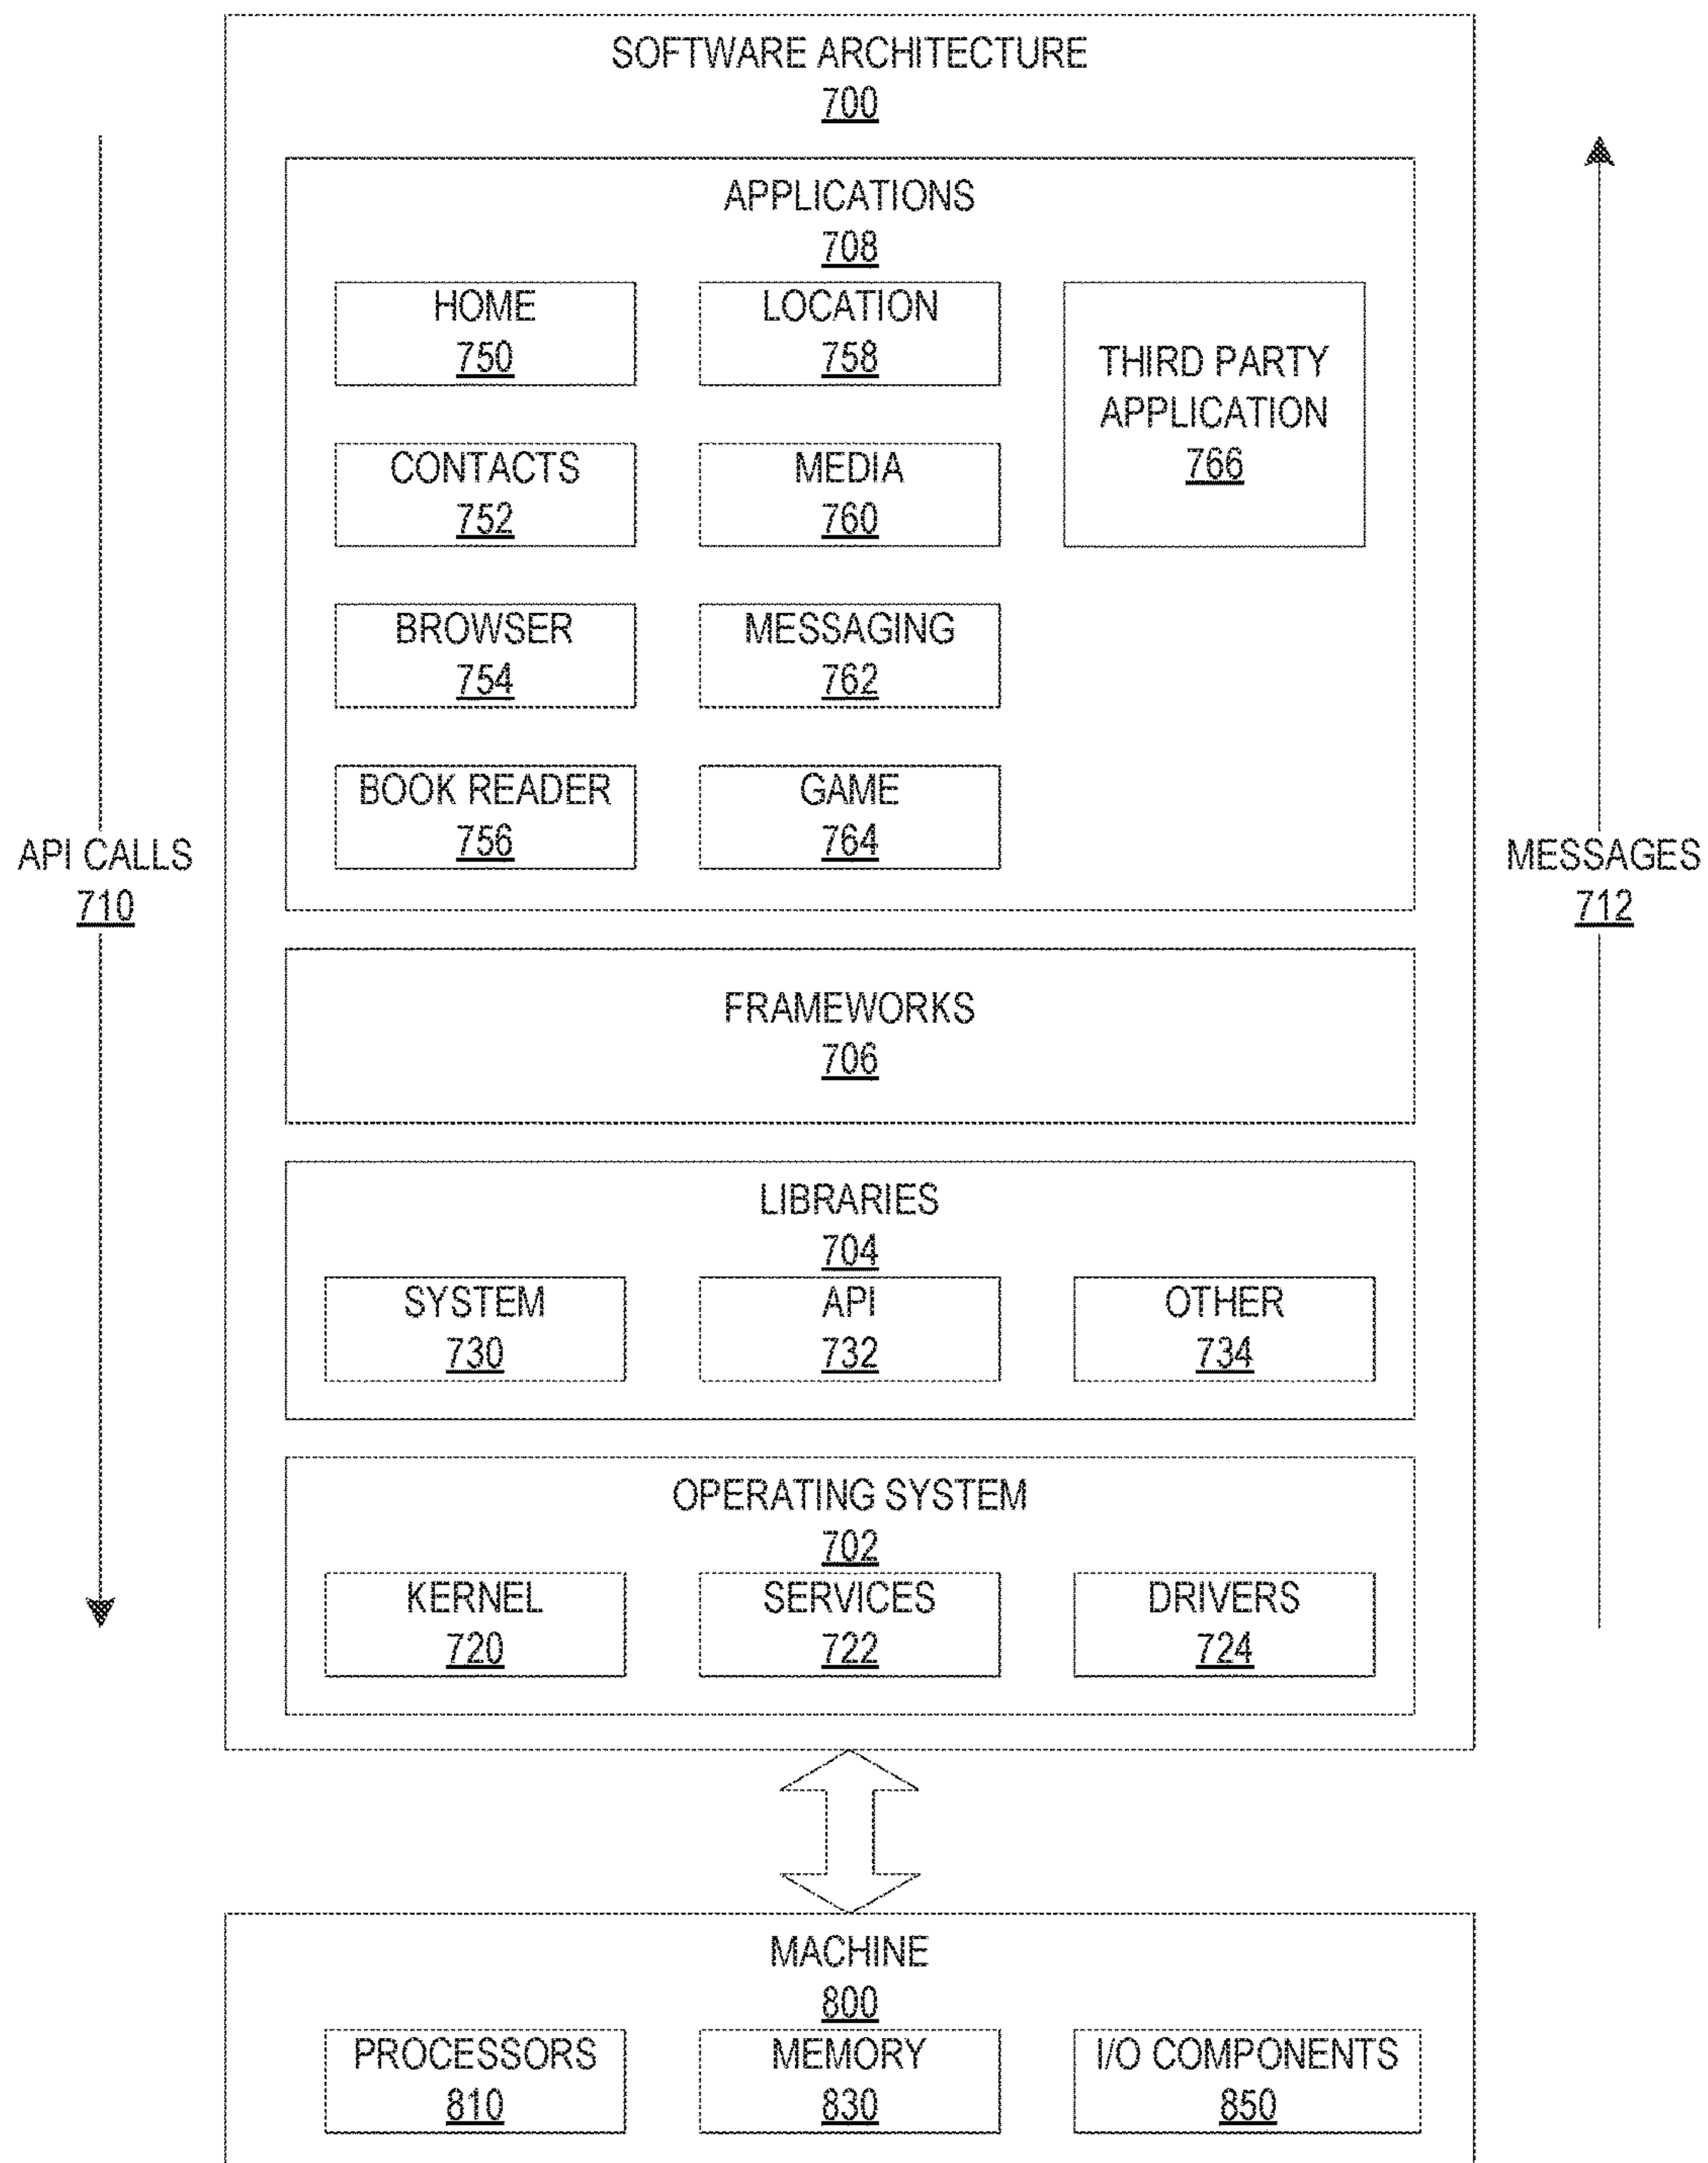 SOFTWARE ARCHITECTURE
700
APPLICATIONS
708
HOME
750
LOCATION
758
THIRD PARTY
APPLICATION
766
CONTACTS
752
MEDIA
760
BROWSER
754
MESSAGING
762
BOOK READER
756
GAME
764
API CALLS
710
MESSAGES
712
FRAMEWORKS
706
LIBRARIES
704
SYSTEM
730
API
732
OTHER
734
OPERATING SYSTEM
702
KERNEL
720
SERVICES
722
DRIVERS
724
MACHINE
800
PROCESSORS
810
MEMORY
830
I/O COMPONENTS
850